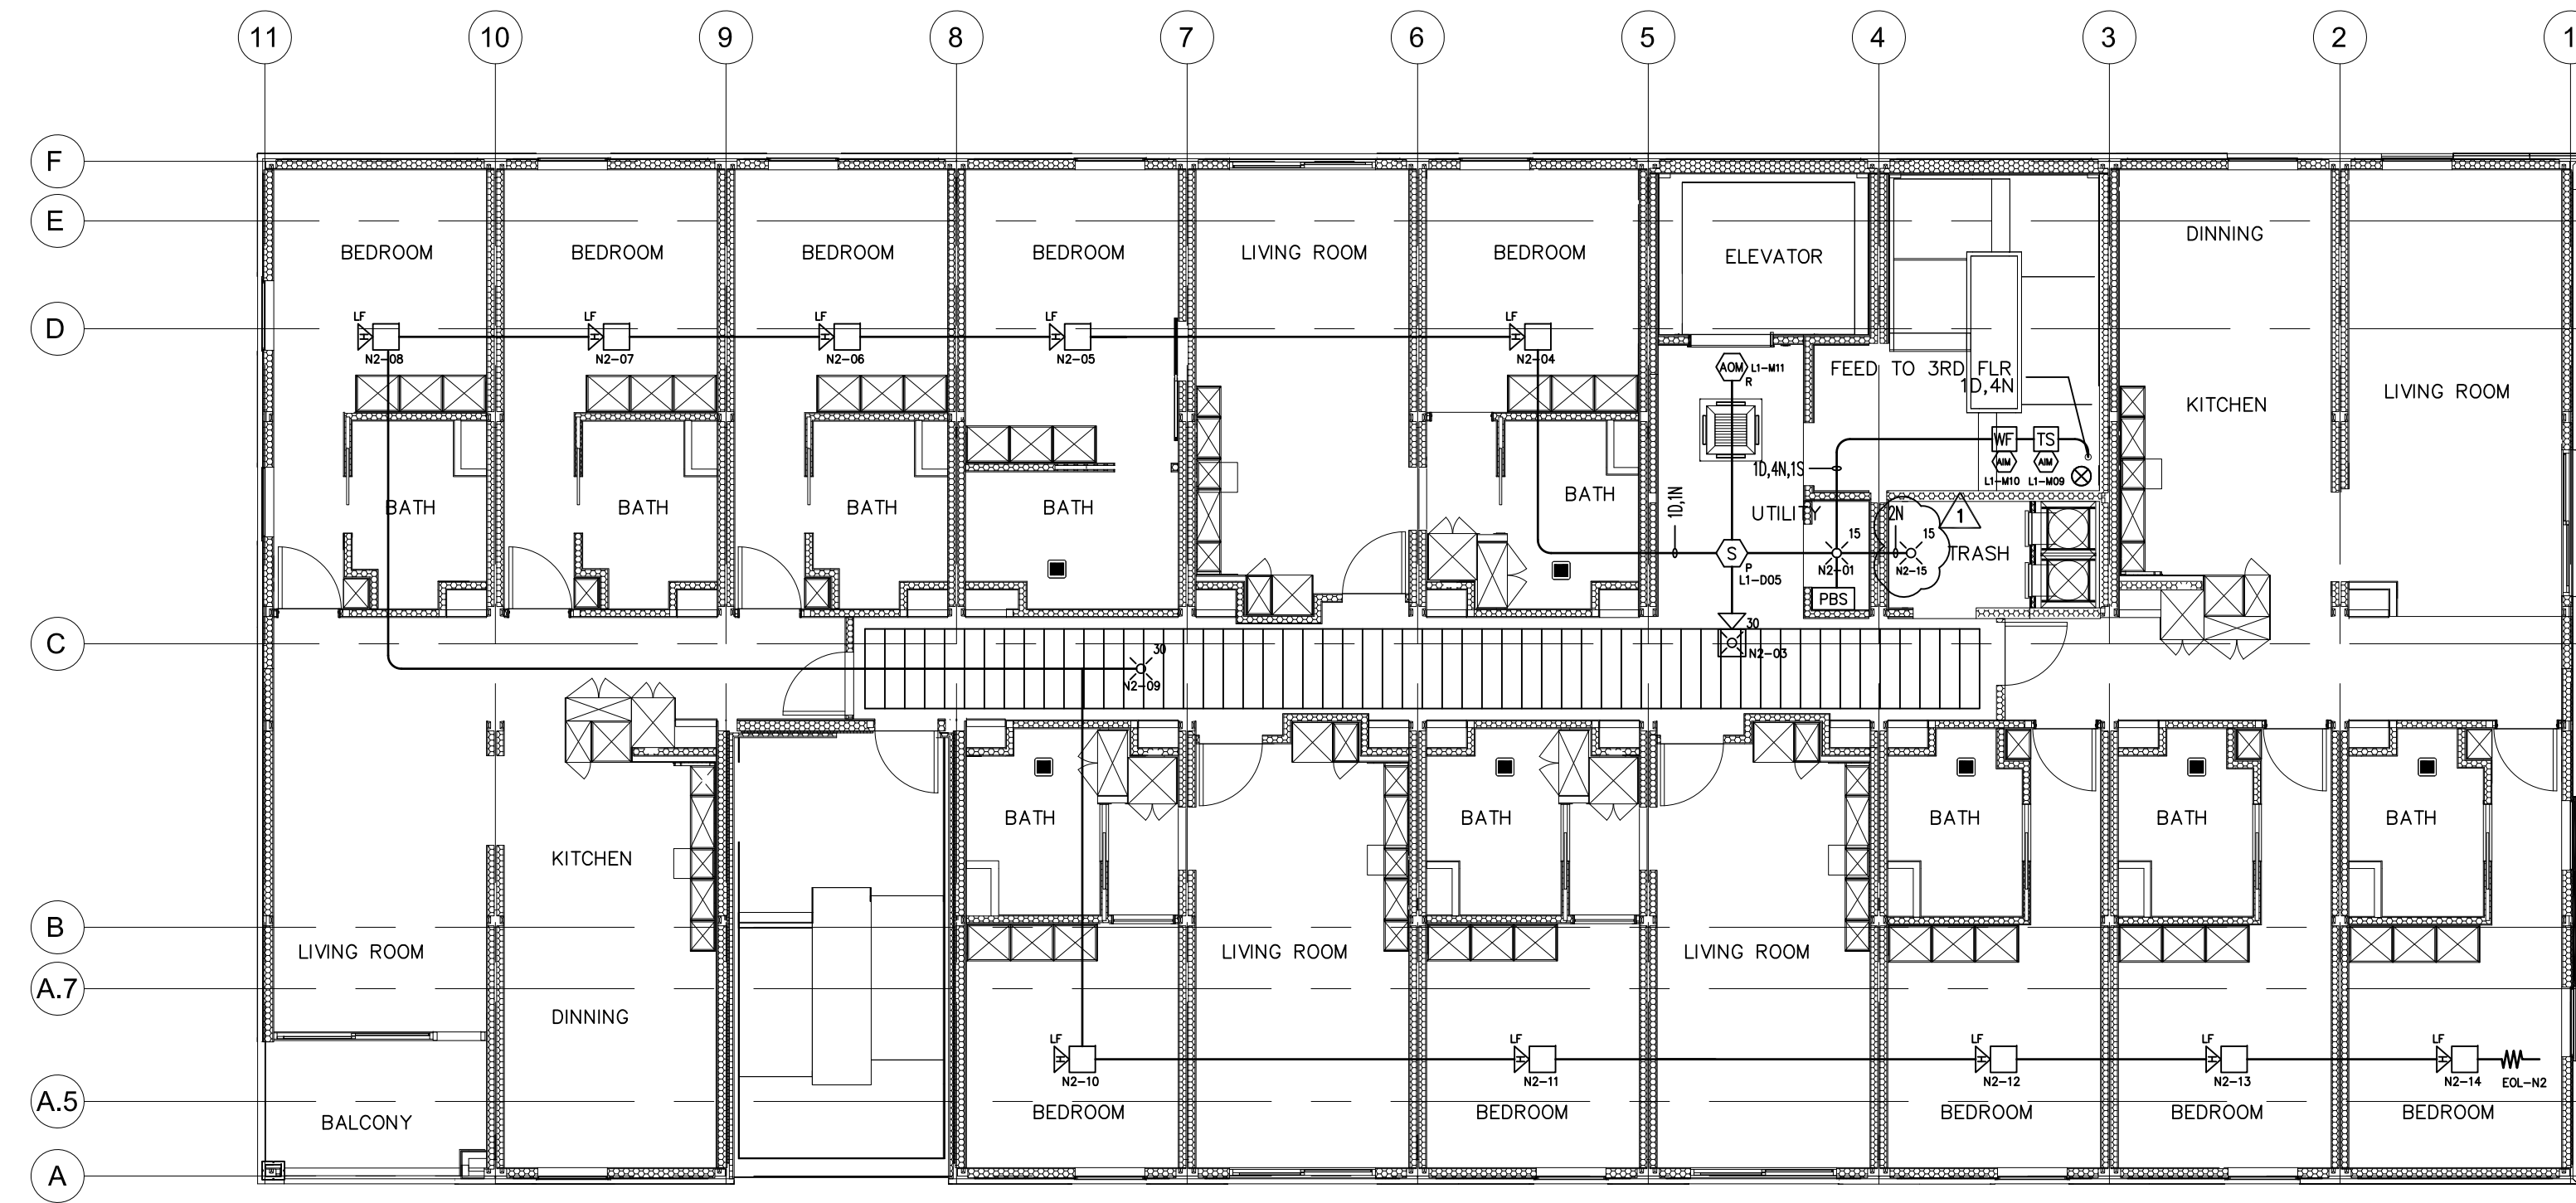 11 10 9 8 7 6 5 4 3 2 1
F
E
DINNING
BEDROOM BEDROOM BEDROOM BEDROOM LIVING ROOM BEDROOM ELEVATOR
LF LF LF LF LF
D
H H H H H
N2-08 N2-07 N2-06 N2-05 N2-04
AOM L1-M11
R
FEED TO 3RD FLR
1D,4N
LIVING ROOM
KITCHEN
WF TS
AIM AIM
L1-M10 L1-M09
1D,4N,1S
1D,1N
BATH BATH BATH BATH BATH
UTILITY
2N
1
15 15
S
TRASH
N2-01 N2-15
P
L1-D05
PBS
C
30
N2-03
30
N2-09
BATH BATH BATH BATH BATH
KITCHEN
B
LIVING ROOM LIVING ROOM LIVING ROOM
A.7
DINNING
LF LF LF LF LF
H H H H H
N2-10 N2-11 N2-12 N2-13 N2-14 EOL-N2
A.5
BEDROOM BEDROOM BEDROOM BEDROOM BEDROOM
BALCONY
A